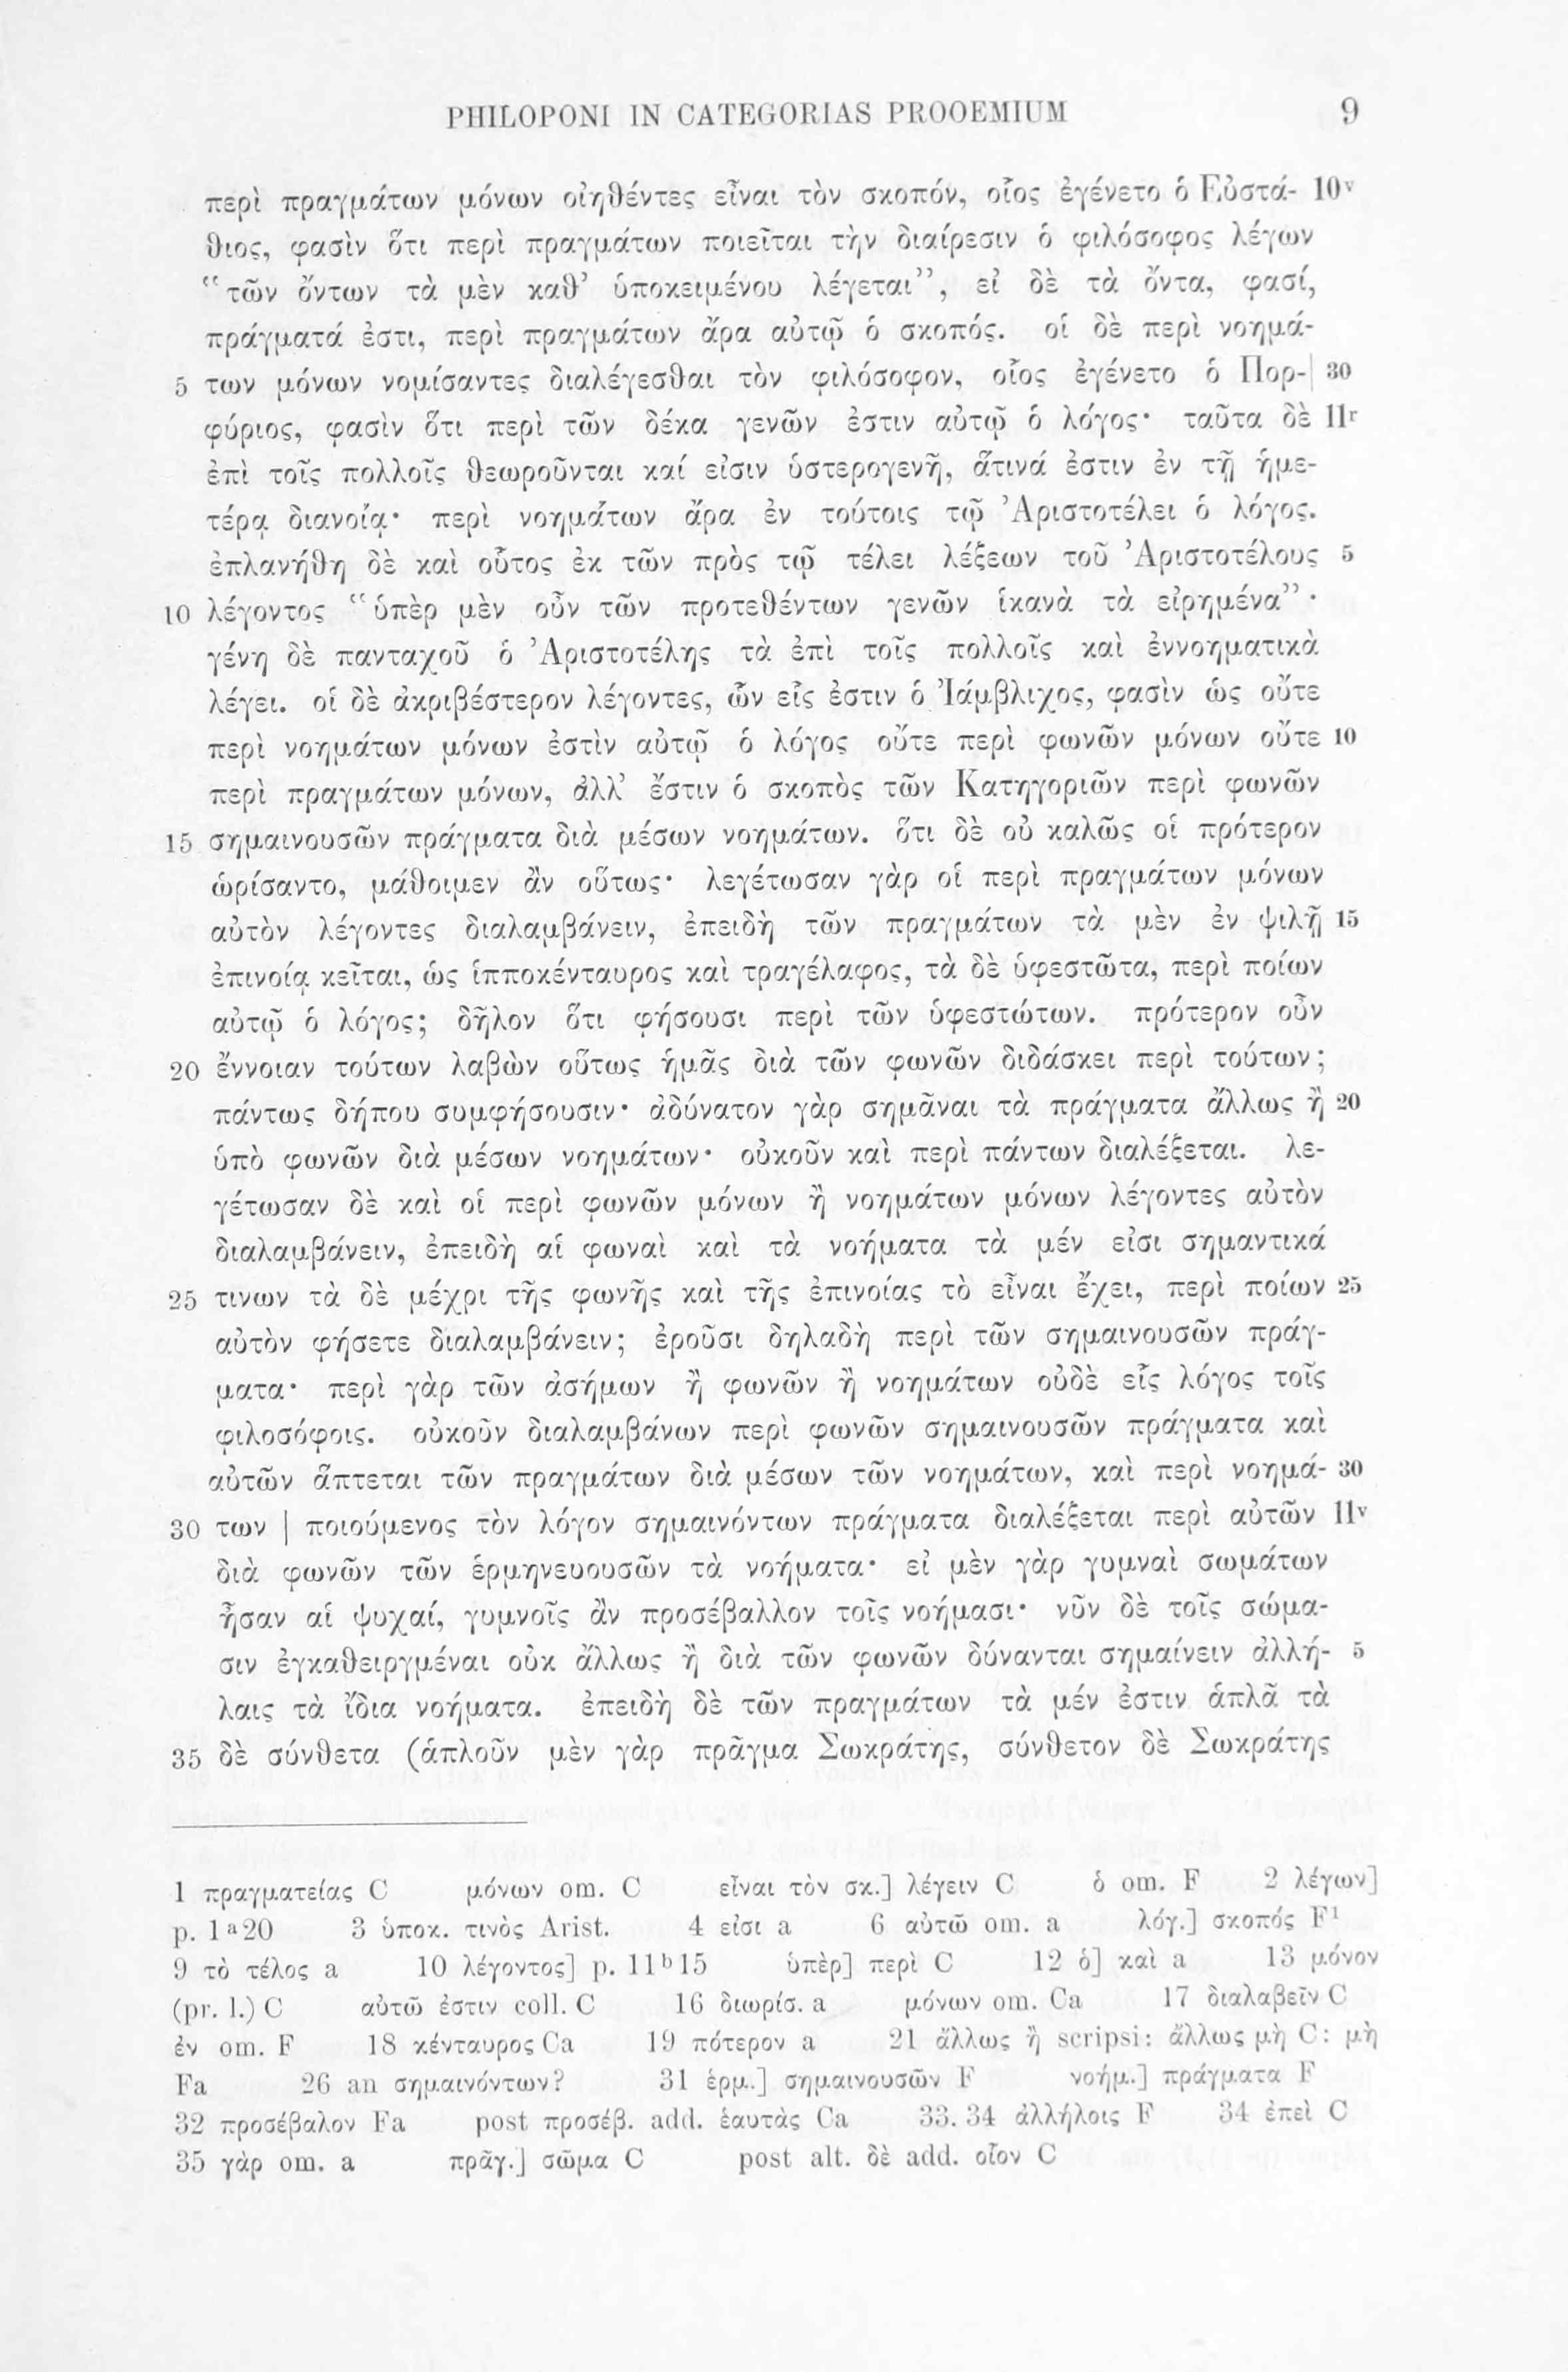 PHILOPONI IN CATEGORIAS PROOEMIUM 9
περὶ πραγμάτων μόνων οἰηθέντες εἶναι τὸν σκοπόν, οἷος ἐγένετο ὁ Εὐστά- 10v
θιος, φασὶν ὅτι περὶ πραγμάτων ποιεῖται τὴν διαίρεσιν ὁ φιλόσοφος λέγων
“τῶν ὄντων τὰ μὲν καθ’ ὑποκειμένου λέγεται”, εἰ δὲ τὰ ὄντα, φασί,
πράγματά ἐστι, περὶ πραγμάτων ἄρα αὐτῷ ὁ σκοπός. οἱ δὲ περὶ νοημά-
5 των μόνων νομίσαντες διαλέγεσθαι τὸν φιλόσοφον, οἷος ἐγένετο ὁ Πορ-| 30
φύριος, φασὶν ὅτι περὶ τῶν δέκα γενῶν ἐστιν αὐτῷ ὁ λόγος· ταῦτα δὲ 11r
ἐπὶ τοῖς πολλοῖς θεωροῦνται καί εἰσιν ὑστερογενῆ, ἅτινά ἐστιν ἐν τῇ ἡμε-
τέρᾳ διανοίᾳ· περὶ νοημάτων ἄρα ἐν τούτοις τῷ Ἀριστοτέλει ὁ λόγος.
ἐπλανήθη δὲ καὶ οὗτος ἐκ τῶν πρὸς τῷ τέλει λέξεων τοῦ Ἀριστοτέλους 5
10 λέγοντος “ὑπὲρ μὲν οὖν τῶν προτεθέντων γενῶν ἱκανὰ τὰ εἰρημένα”·
γένη δὲ πανταχοῦ ὁ Ἀριστοτέλης τὰ ἐπὶ τοῖς πολλοῖς καὶ ἐννοηματικὰ
λέγει. οἱ δὲ ἀκριβέστερον λέγοντες, ὧν εἷς ἐστιν ὁ Ἰάμβλιχος, φασὶν ὡς οὔτε
περὶ νοημάτων μόνων ἐστὶν αὐτῷ ὁ λόγος οὔτε περὶ φωνῶν μόνων οὔτε 10
περὶ πραγμάτων μόνων, ἀλλ’ ἔστιν ὁ σκοπὸς τῶν Κατηγοριῶν περὶ φωνῶν
15 σημαινουσῶν πράγματα διὰ μέσων νοημάτων. ὅτι δὲ οὐ καλῶς οἱ πρότερον
ὡρίσαντο, μάθοιμεν ἂν οὕτως· λεγέτωσαν γὰρ οἱ περὶ πραγμάτων μόνων
αὐτὸν λέγοντες διαλαμβάνειν, ἐπειδὴ τῶν πραγμάτων τὰ μὲν ἐν ψιλῇ 15
ἐπινοίᾳ κεῖται, ὡς ἱπποκένταυρος καὶ τραγέλαφος, τὰ δὲ ὑφεστῶτα, περὶ ποίων
αὐτῷ ὁ λόγος; δῆλον ὅτι φήσουσι περὶ τῶν ὑφεστώτων. πρότερον οὖν
20 ἔννοιαν τούτων λαβὼν οὕτως ἡμᾶς διὰ τῶν φωνῶν διδάσκει περὶ τούτων;
πάντως δήπου συμφήσουσιν· ἀδύνατον γὰρ σημᾶναι τὰ πράγματα ἄλλως ἢ 20
ὑπὸ φωνῶν διὰ μέσων νοημάτων· οὐκοῦν καὶ περὶ πάντων διαλέξεται. λε-
γέτωσαν δὲ καὶ οἱ περὶ φωνῶν μόνων ἢ νοημάτων μόνων λέγοντες αὐτὸν
διαλαμβάνειν, ἐπειδὴ αἱ φωναὶ καὶ τὰ νοήματα τὰ μέν εἰσι σημαντικά
25 τινων τὰ δὲ μέχρι τῆς φωνῆς καὶ τῆς ἐπινοίας τὸ εἶναι ἔχει, περὶ ποίων 25
αὐτὸν φήσετε διαλαμβάνειν; ἐροῦσι δηλαδὴ περὶ τῶν σημαινουσῶν πράγ-
ματα· περὶ γὰρ τῶν ἀσήμων ἢ φωνῶν ἢ νοημάτων οὐδὲ εἷς λόγος τοῖς
φιλοσόφοις. οὐκοῦν διαλαμβάνων περὶ φωνῶν σημαινουσῶν πράγματα καὶ
αὐτῶν ἅπτεται τῶν πραγμάτων διὰ μέσων τῶν νοημάτων, καὶ περὶ νοημά- 30
30 των | ποιούμενος τὸν λόγον σημαινόντων πράγματα διαλέξεται περὶ αὐτῶν 11v
διὰ φωνῶν τῶν ἑρμηνευουσῶν τὰ νοήματα· εἰ μὲν γὰρ γυμναὶ σωμάτων
ἦσαν αἱ ψυχαί, γυμνοῖς ἂν προσέβαλλον τοῖς νοήμασι· νῦν δὲ τοῖς σώμα-
σιν ἐγκαθειργμέναι οὐκ ἄλλως ἢ διὰ τῶν φωνῶν δύνανται σημαίνειν ἀλλή- 5
λαις τὰ ἴδια νοήματα. ἐπειδὴ δὲ τῶν πραγμάτων τὰ μέν ἐστιν ἁπλᾶ τὰ
35 δὲ σύνθετα (ἁπλοῦν μὲν γὰρ πρᾶγμα Σωκράτης, σύνθετον δὲ Σωκράτης
1 πραγματείας C μόνων om. C εἶναι τὸν σκ.] λέγειν C ὁ om. F 2 λέγων]
p. 1a20 3 ὑποκ. τινὸς Arist. 4 εἰσι a 6 αὐτῶ om. a λόγ.] σκοπός F1
9 τὸ τέλος a 10 λέγοντος] p. 11b15 ὑπὲρ] περὶ C 12 ὁ] καὶ a 13 μόνον
(pr. l.) C αὐτῶ ἐστιν coll. C 16 διωρίσ. a μόνων om. Ca 17 διαλαβεῖν C
ἐν om. F 18 κένταυρος Ca 19 πότερον a 21 ἄλλως ἢ scripsi: ἄλλως μὴ C: μὴ
Fa 26 an σημαινόντων? 31 ἑρμ.] σημαινουσῶν F νοήμ.] πράγματα F
32 προσέβαλον Fa post προσέβ. add. ἑαυτὰς Ca 33. 34 ἀλλήλοις F 34 ἐπεὶ C
35 γὰρ om. a πρᾶγ.] σῶμα C post alt. δὲ add. οἷον C